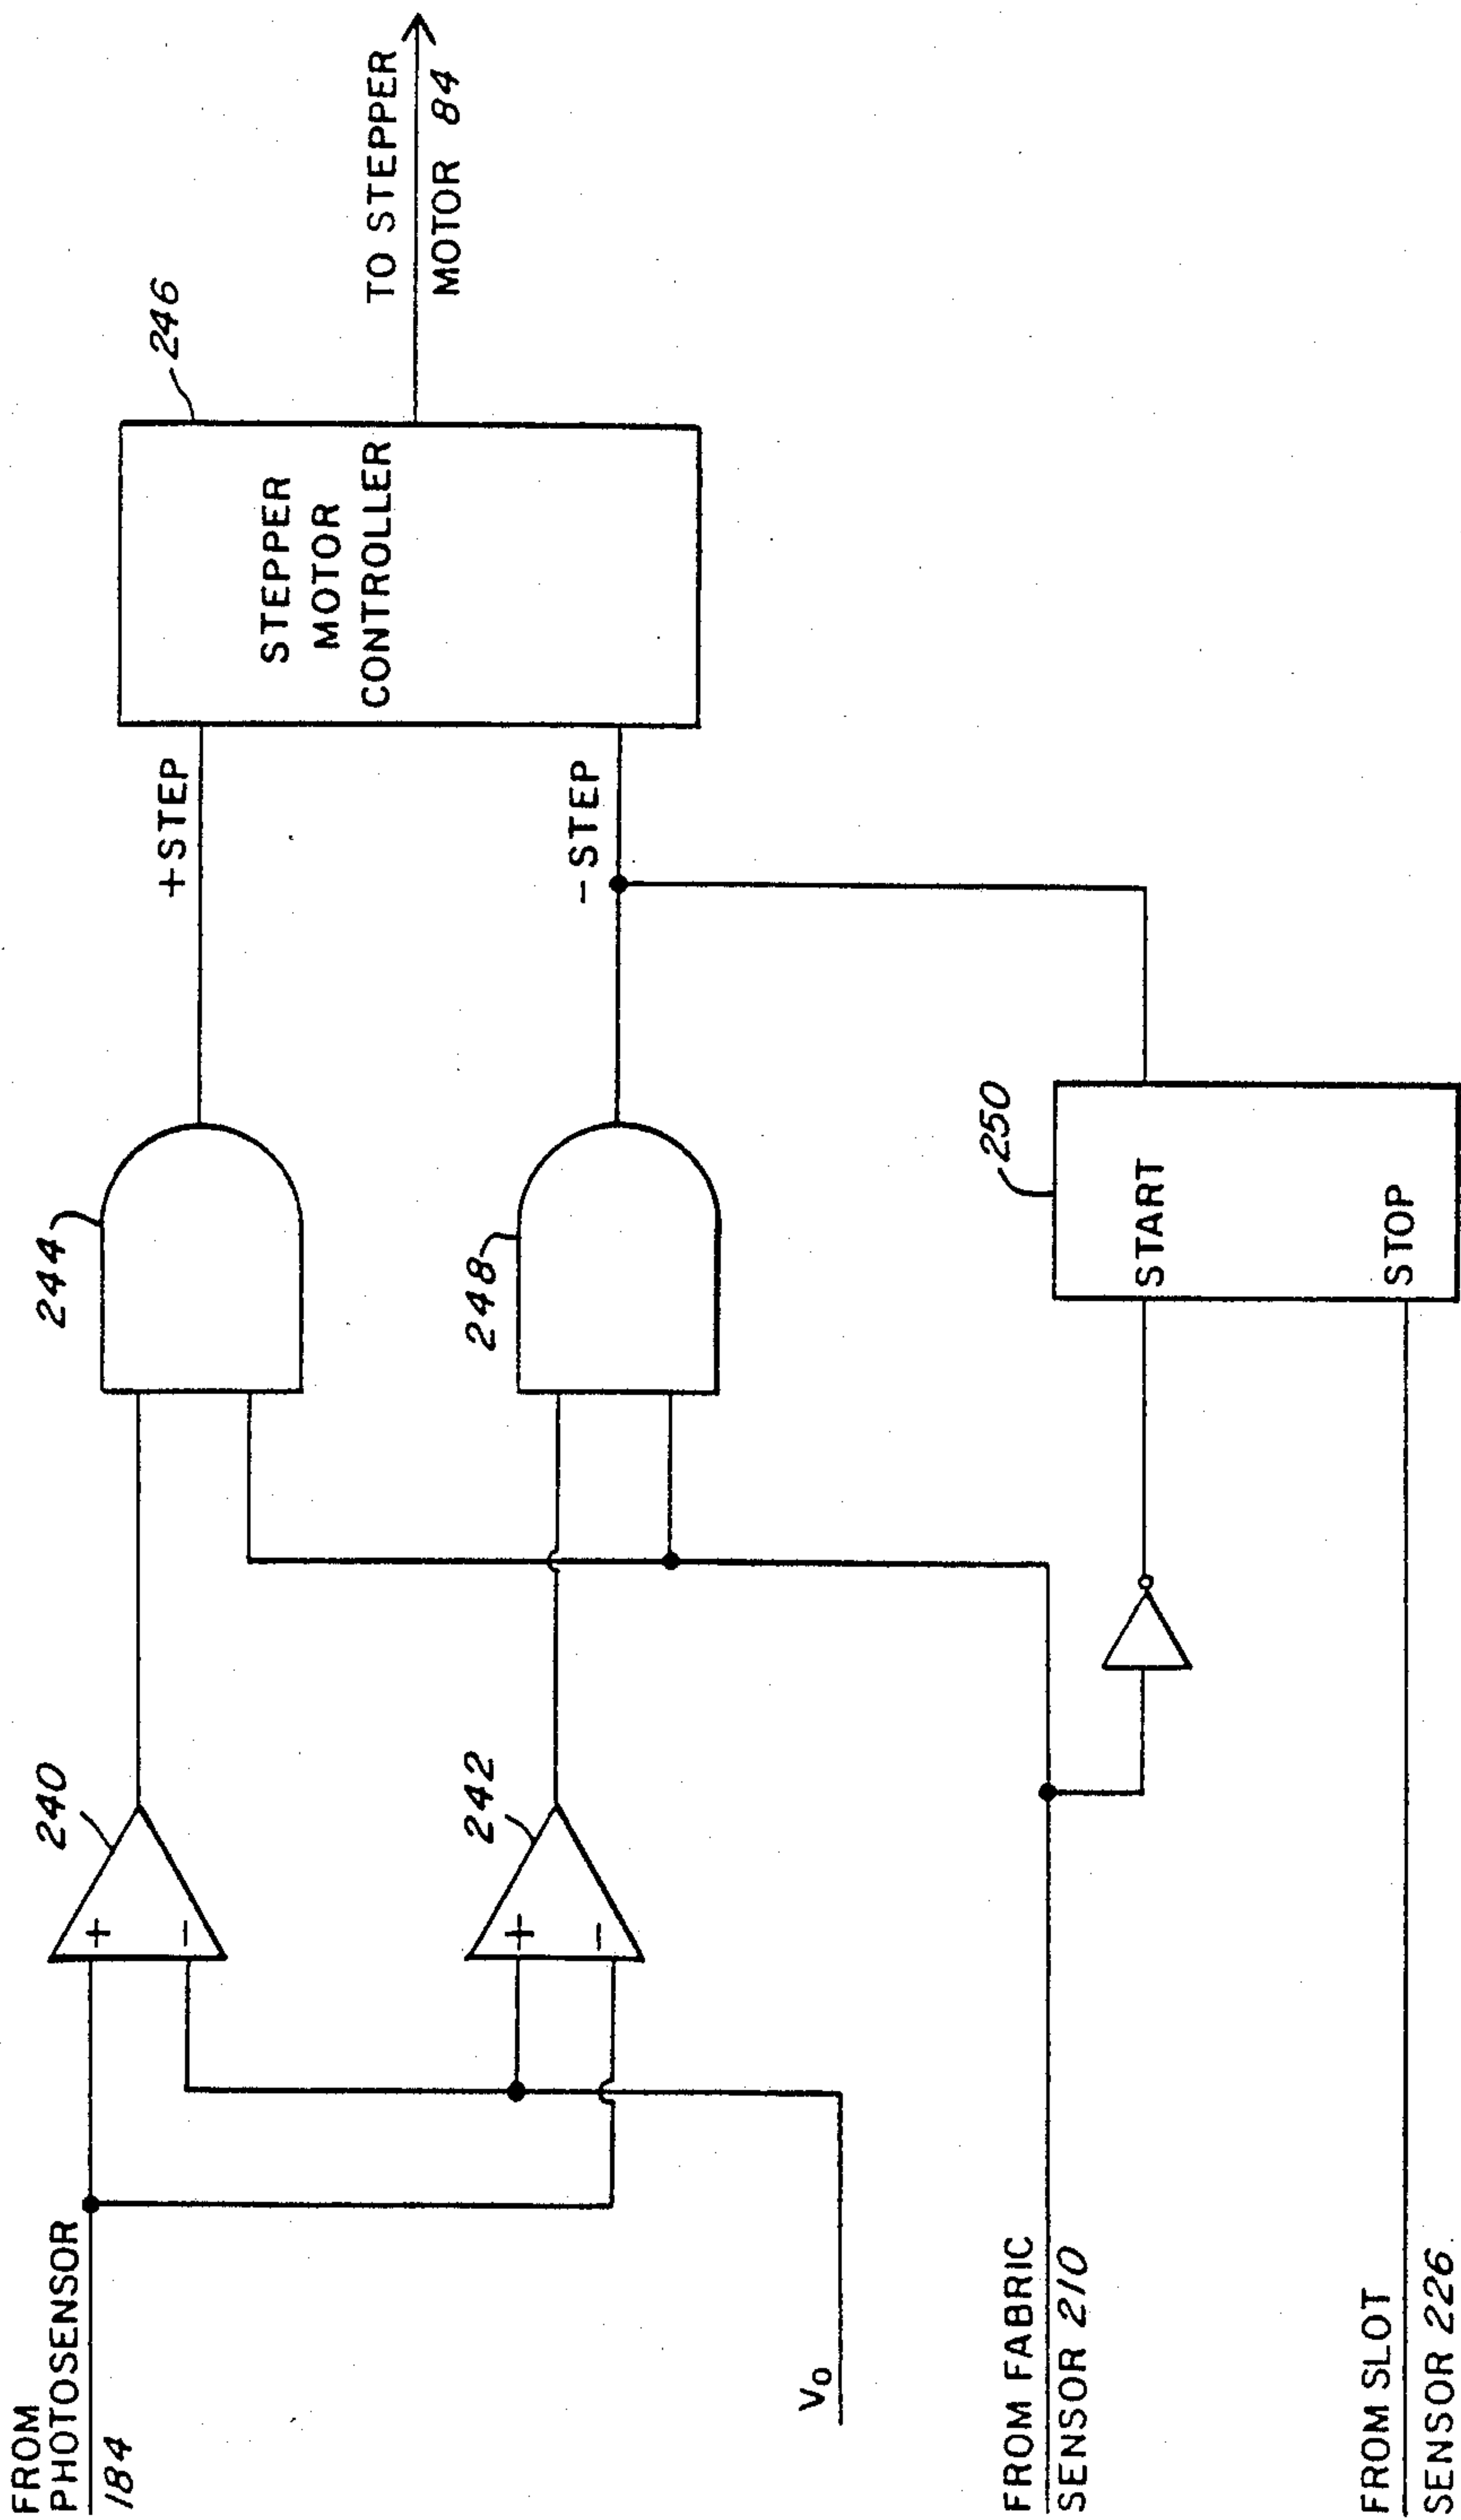 FROM
PHOTOSENSOR
184
+
-
240
244
+STEP
246
STEPPER
MOTOR
CONTROLLER
TO STEPPER
MOTOR 84
+
-
242
248
-STEP
V0
FROM FABRIC
SENSOR 210
250
START
STOP
FROM SLOT
SENSOR 226